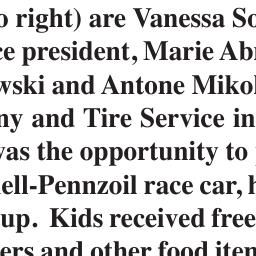 o right) are Vanessa So
ce president, Marie Abr
wski and Antone Mikol
ny and Tire Service in
vas the opportunity to
ell-Pennzoil race car, h
up. Kids received free
ers and other food iten